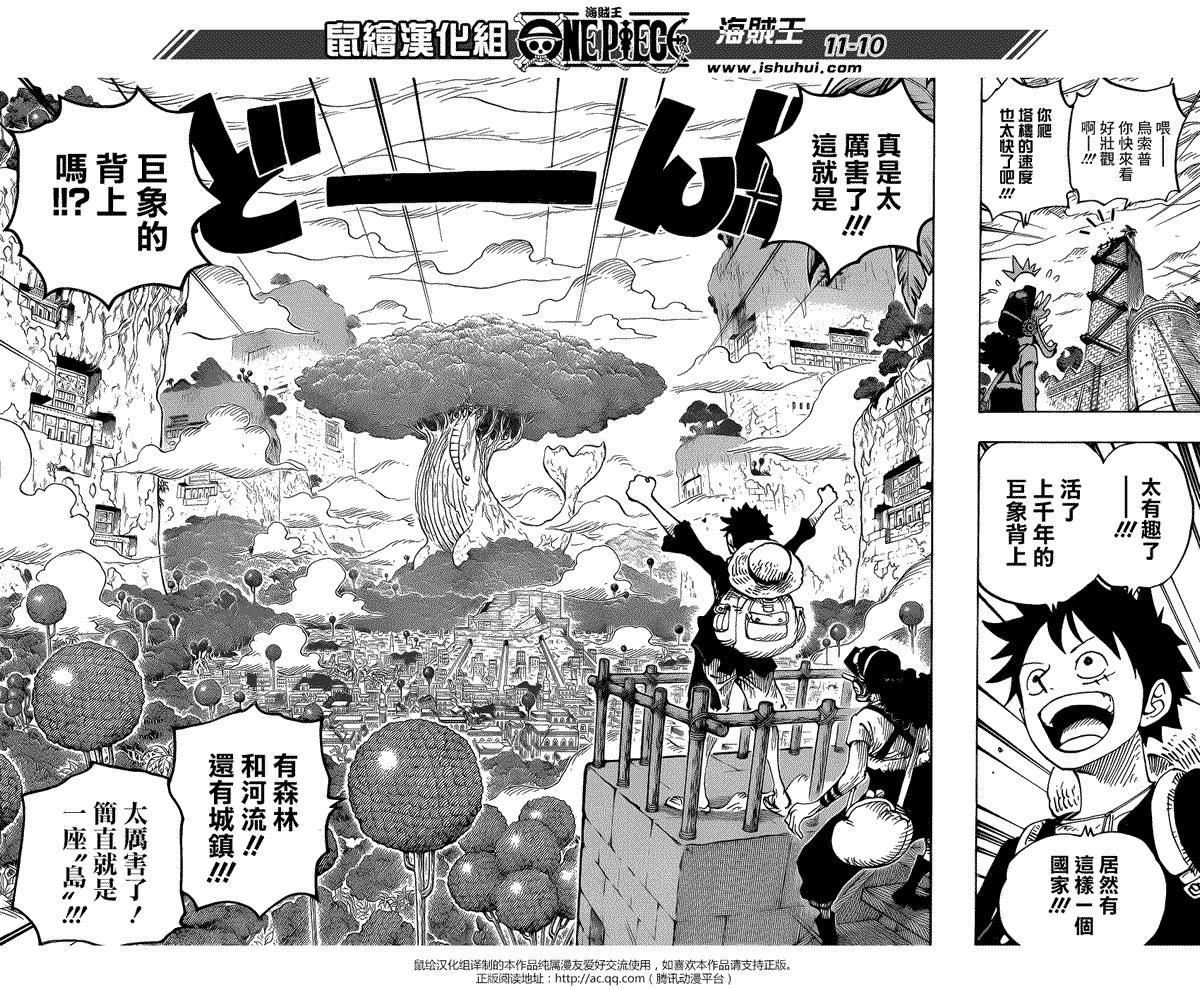 鼠繪漢化組
海賊王
ONE PIECE
海賊王
11-10
www.ishuhui.com
喂——
烏索普
你快來看
好壯觀
啊——!!!
你爬
塔樓的速度
也太快了吧!!!
太有趣了
——!!!
活了
上千年的
巨象背上
居然有
這樣一個
國家!!!
どーん!!
真是太
厲害了!!!
這就是
巨象的
背上
嗎!!?
有森林
和河流!!
還有城鎮!!!
太厲害了!
簡直就是
一座〝島〞!!!
鼠绘汉化组译制的本作品纯属漫友爱好交流使用，如喜欢本作品请支持正版。
正版阅读地址：http://ac.qq.com（腾讯动漫平台）